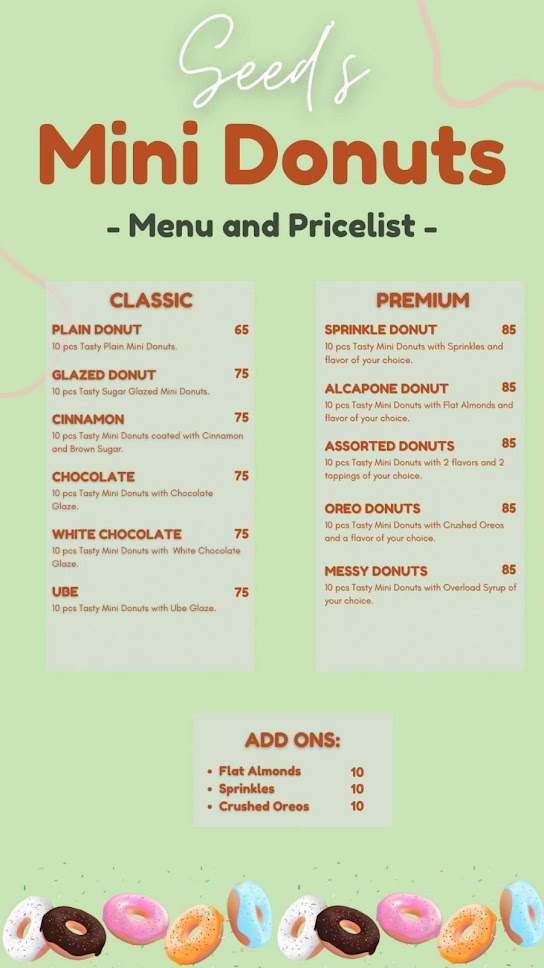 Seed's
Mini Donuts
- Menu and Pricelist -
CLASSIC
PLAIN DONUT 65
10 pcs Tasty Plain Mini Donuts.
GLAZED DONUT 75
10 pcs Tasty Sugar Glazed Mini Donuts.
CINNAMON 75
10 pcs Tasty Mini Donuts coated with Cinnamon
and Brown Sugar.
CHOCOLATE 75
10 pcs Tasty Mini Donuts with Chocolate
Glaze.
WHITE CHOCOLATE 75
10 pcs Tasty Mini Donuts with White Chocolate
Glaze.
UBE 75
10 pcs Tasty Mini Donuts with Ube Glaze.
PREMIUM
SPRINKLE DONUT 85
10 pcs Tasty Mini Donuts with Sprinkles and
flavor of your choice.
ALCAPONE DONUT 85
10 pcs Tasty Mini Donuts with Flat Almonds and
flavor of your choice.
ASSORTED DONUTS 85
10 pcs Tasty Mini Donuts with 2 flavors and 2
toppings of your choice.
OREO DONUTS 85
10 pcs Tasty Mini Donuts with Crushed Oreos
and a flavor of your choice.
MESSY DONUTS 85
10 pcs Tasty Mini Donuts with Overload Syrup of
your choice.
ADD ONS:
• Flat Almonds 10
• Sprinkles 10
• Crushed Oreos 10